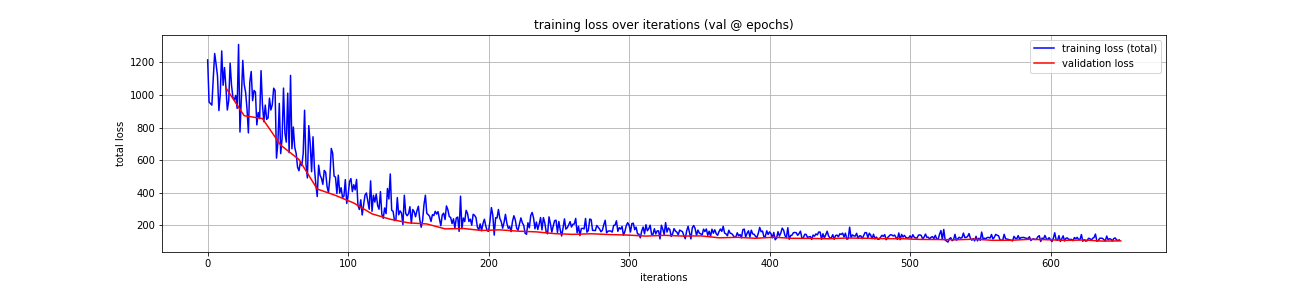 training loss over iterations (val @ epochs)
training loss (total)
validation loss
total loss
1200
1000
800
600
400
200
0 100 200 300 400 500 600
iterations